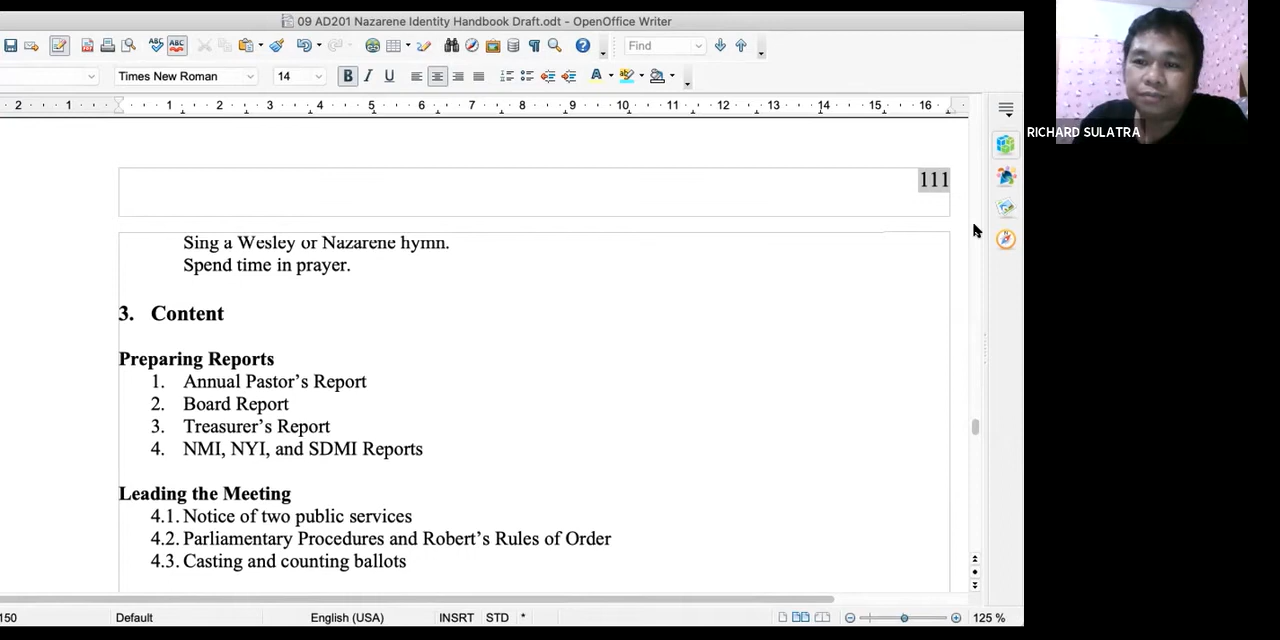 09 AD201 Nazarene Identity Handbook Draft.odt - OpenOffice Writer
Find
Times New Roman 14
2 1 1 2 3 4 5 6 7 8 9 10 11 12 13 14 15 16
RICHARD SULATRA
111
Sing a Wesley or Nazarene hymn.
Spend time in prayer.
3. Content
Preparing Reports
1. Annual Pastor’s Report
2. Board Report
3. Treasurer’s Report
4. NMI, NYI, and SDMI Reports
Leading the Meeting
4.1. Notice of two public services
4.2. Parliamentary Procedures and Robert’s Rules of Order
4.3. Casting and counting ballots
150 Default English (USA) INSRT STD * 125 %